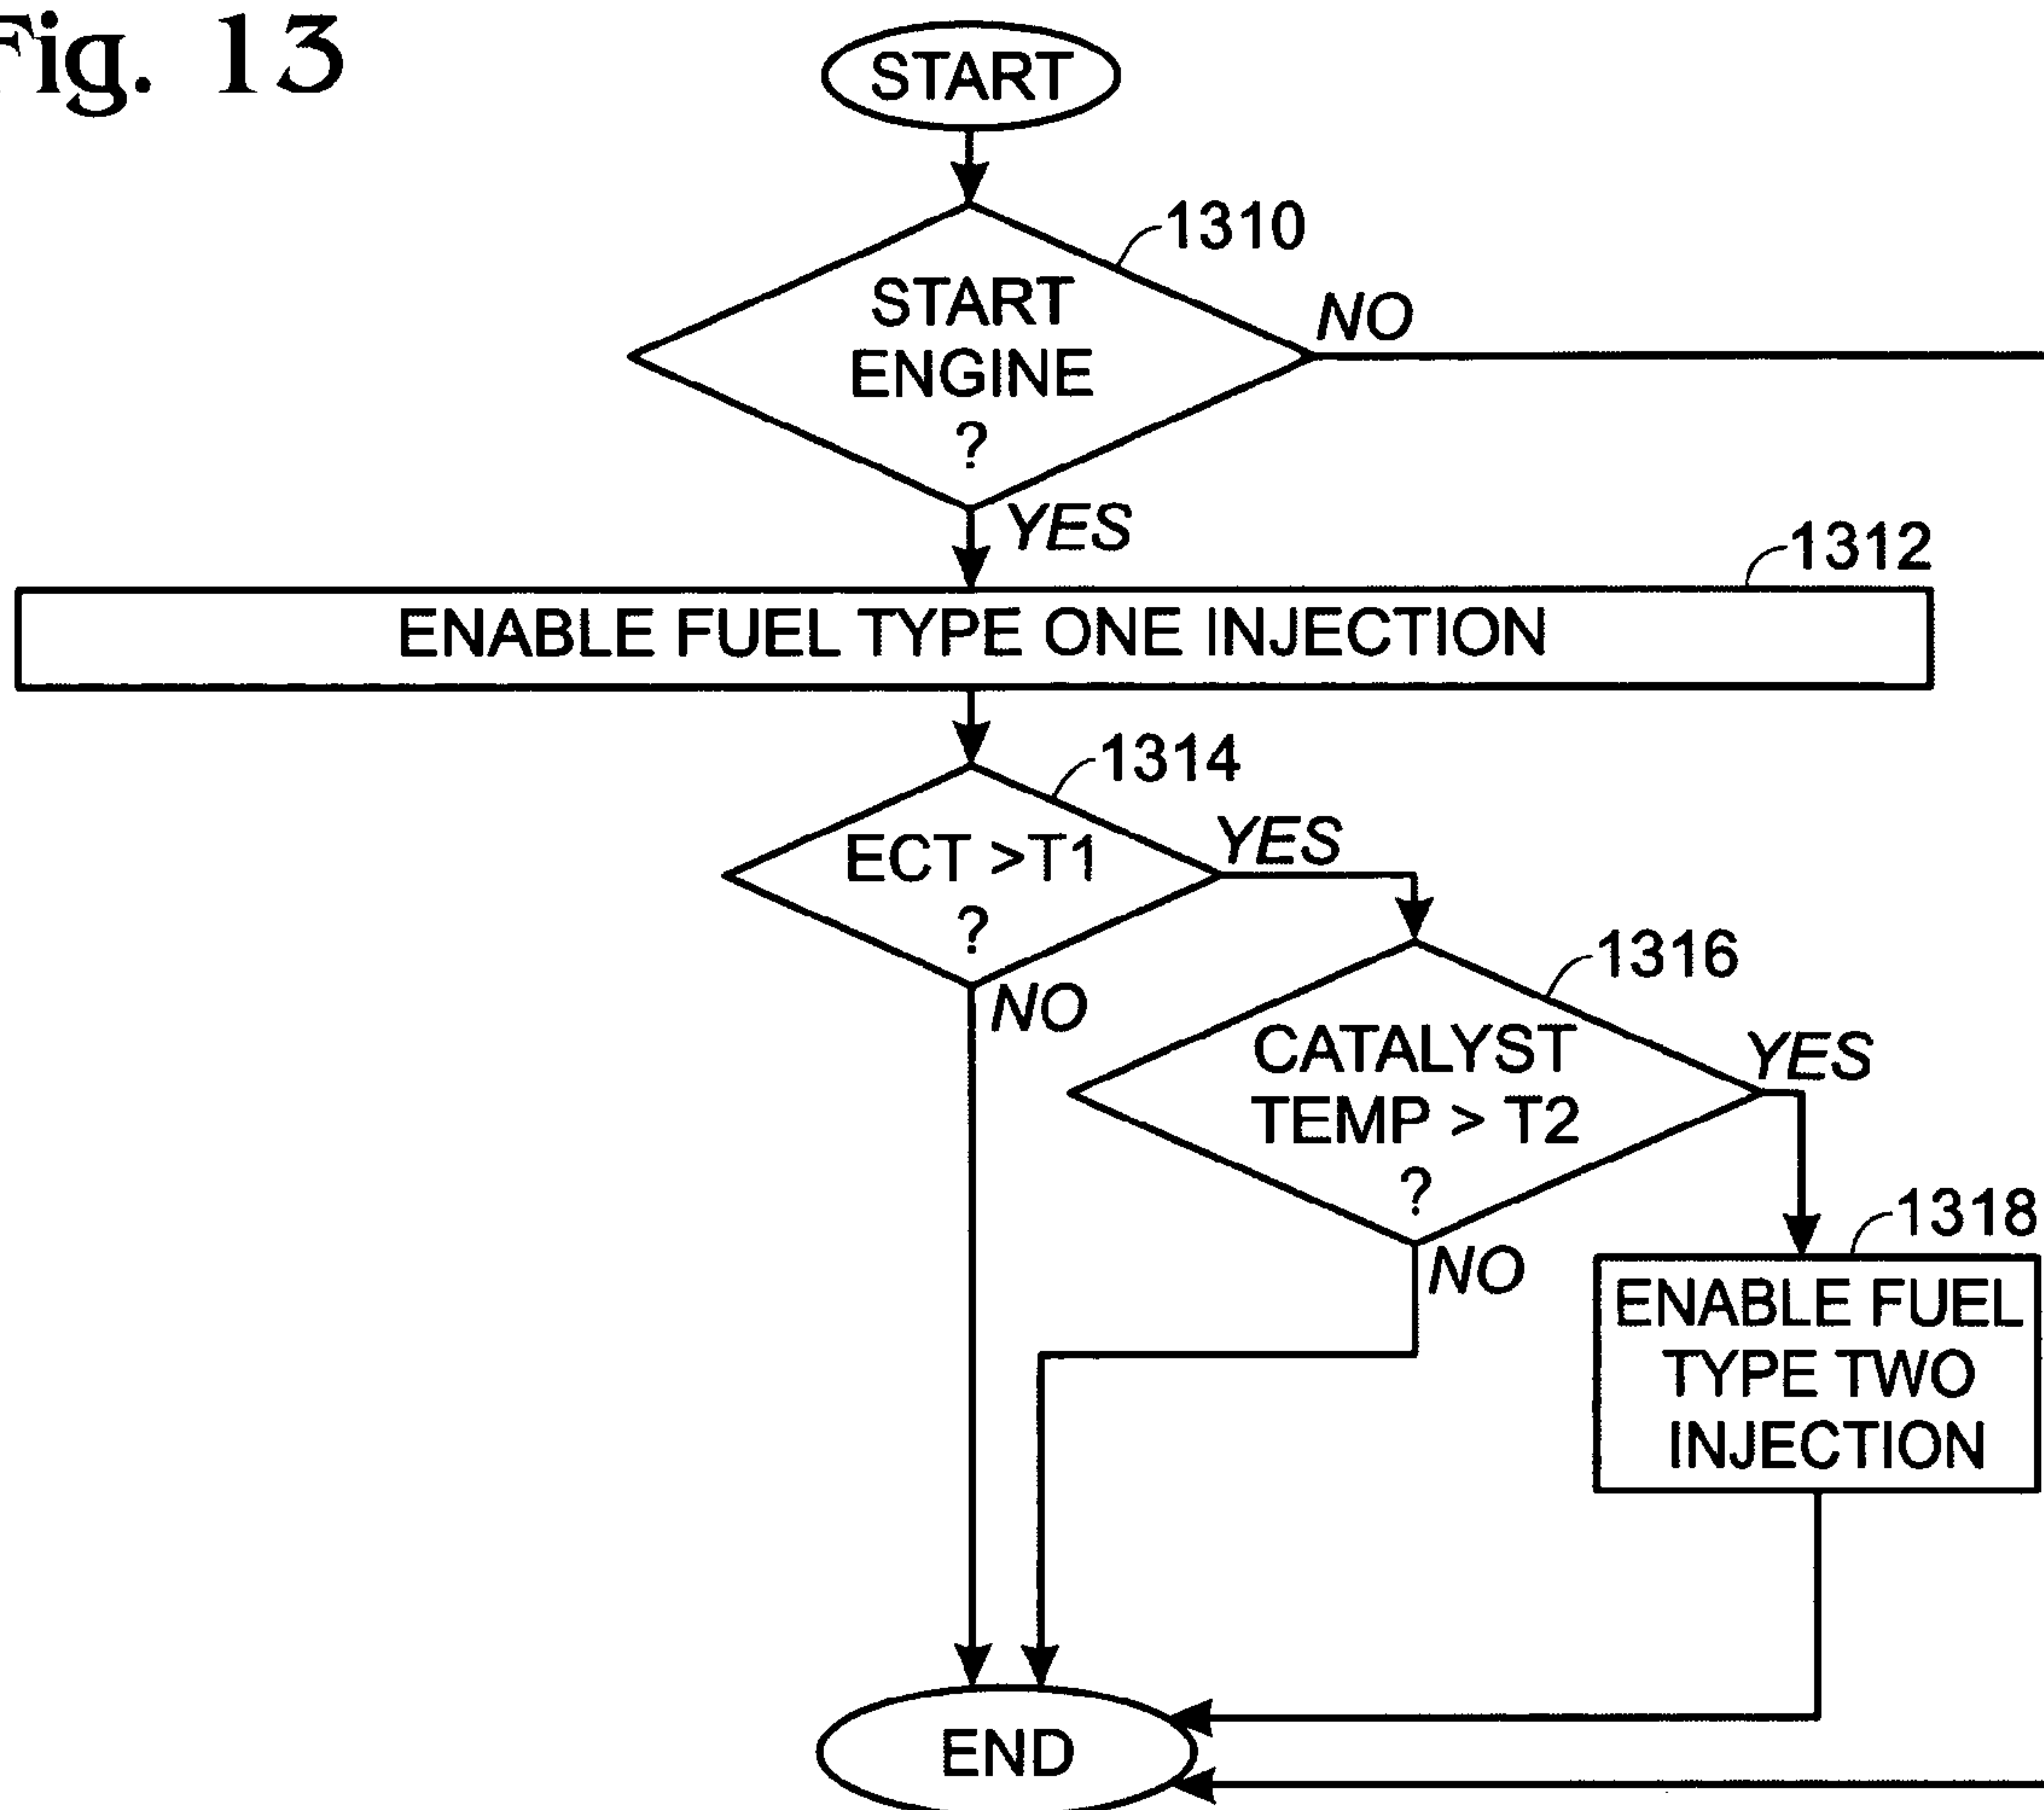 Fig. 13
START
1310
START
ENGINE
?
NO
YES
1312
ENABLE FUEL TYPE ONE INJECTION
1314
ECT >T1
?
YES
NO
1316
CATALYST
TEMP > T2
?
YES
NO
1318
ENABLE FUEL
TYPE TWO
INJECTION
END